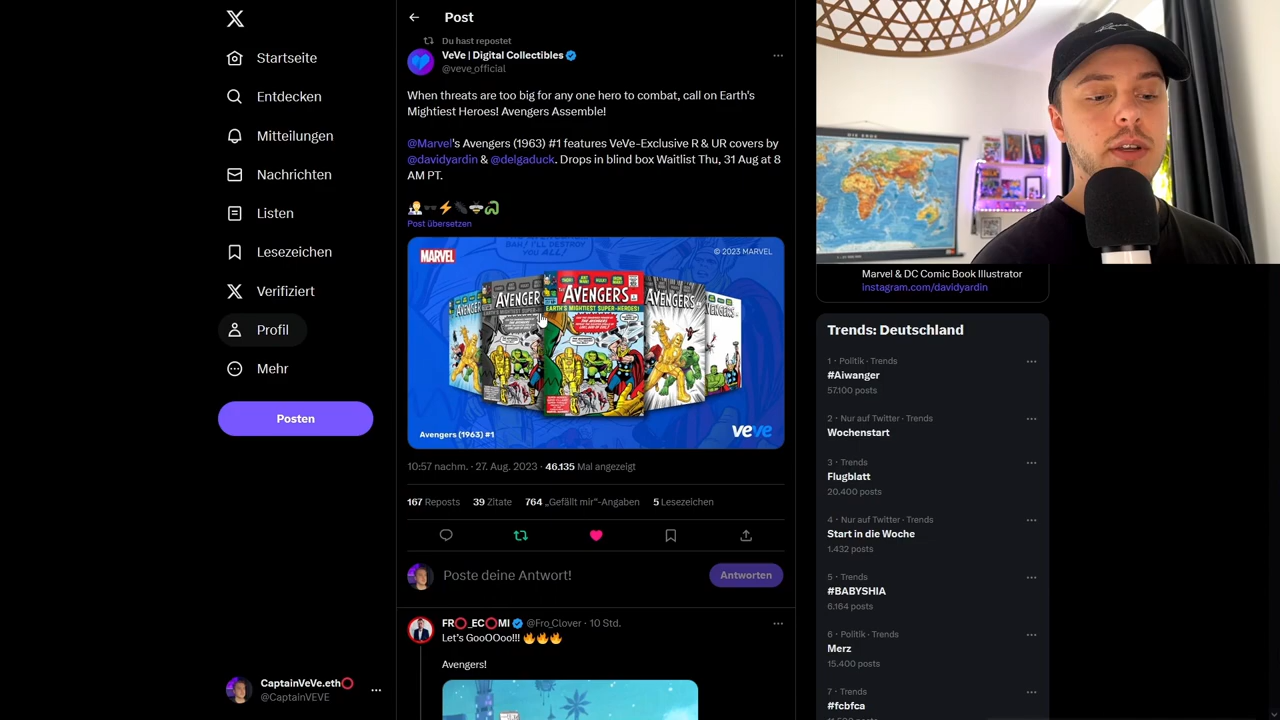 Startseite
Entdecken
Mitteilungen
Nachrichten
Listen
Lesezeichen
Verifiziert
Profil
Mehr
Posten
CaptainVeVe.eth⭕
@CaptainVEVE
Post
Du hast repostet
VeVe | Digital Collectibles
@veve_official
When threats are too big for any one hero to combat, call on Earth's
Mightiest Heroes! Avengers Assemble!
@Marvel's Avengers (1963) #1 features VeVe-Exclusive R & UR covers by
@davidyardin & @delgaduck. Drops in blind box Waitlist Thu, 31 Aug at 8
AM PT.
Post übersetzen
MARVEL
© 2023 MARVEL
AVENGERS
Avengers (1963) #1
veve
10:57 nachm. · 27. Aug. 2023 · 46.135 Mal angezeigt
167 Reposts 39 Zitate 764 „Gefällt mir“-Angaben 5 Lesezeichen
Poste deine Antwort!
Antworten
FR⭕_EC⭕MI @Fro_Clover · 10 Std.
Let's GooOOoo!!! 🔥🔥🔥
Avengers!
DIE ERDE
Marvel & DC Comic Book Illustrator
instagram.com/davidyardin
Trends: Deutschland
1 · Politik · Trends
#Aiwanger
57.100 posts
2 · Nur auf Twitter · Trends
Wochenstart
3 · Trends
Flugblatt
20.400 posts
4 · Nur auf Twitter · Trends
Start in die Woche
1.432 posts
5 · Trends
#BABYSHIA
6.164 posts
6 · Politik · Trends
Merz
15.400 posts
7 · Trends
#fcbfca